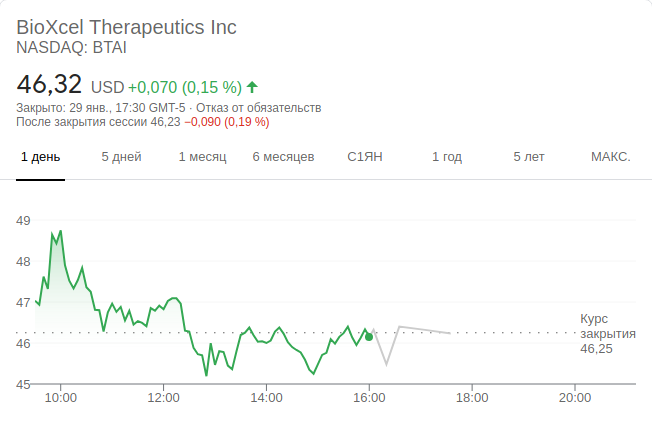 BioXcel Therapeutics Inc
NASDAQ: BTAI
46,32 USD +0,070 (0,15 %)
Закрыто: 29 янв., 17:30 GMT-5 · Отказ от обязательств
После закрытия сессии 46,23 −0,090 (0,19 %)
1 день 5 дней 1 месяц 6 месяцев С1ЯН 1 год 5 лет МАКС.
49
48
47
46
45
Курс
закрытия
46,25
10:00 12:00 14:00 16:00 18:00 20:00